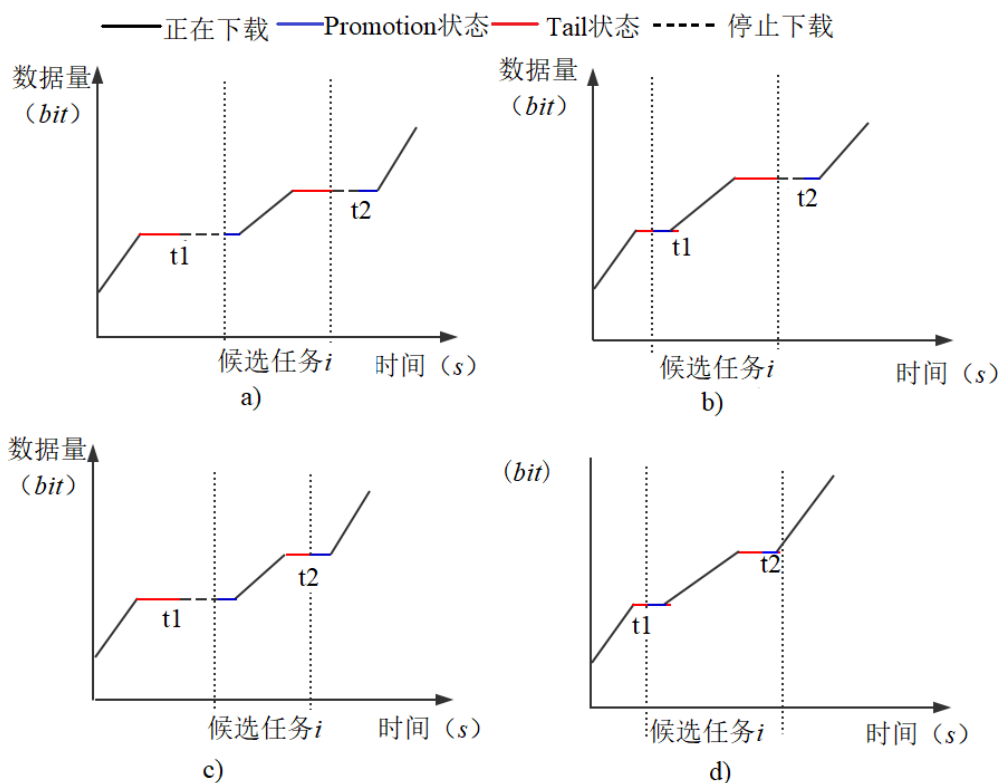 正在下载 Promotion状态 Tail状态 停止下载
数据量
（bit）
t1
t2
候选任务i
时间（s）
a)
数据量
（bit）
t1
t2
候选任务i
时间（s）
b)
数据量
（bit）
t1
t2
候选任务i
时间（s）
c)
(bit)
t1
t2
候选任务i
时间（s）
d)